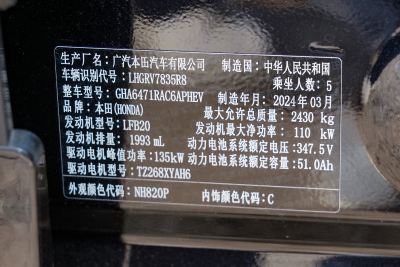 生产厂名：广汽本田汽车有限公司 制造国：中华人民共和国
车辆识别代号：LHGRV7835R8 乘坐人数：5
整车型号：GHA6471RAC6APHEV 制造年月：2024年03月
品牌：本田(HONDA) 最大允许总质量：2430 kg
发动机型号：LFB20 发动机最大净功率：110 kW
发动机排量：1993 mL 动力电池系统额定电压：347.5V
驱动电机峰值功率：135kW 动力电池系统额定容量：51.0Ah
驱动电机型号：TZ268XYAH6
外观颜色代码：NH820P 内饰颜色代码：C